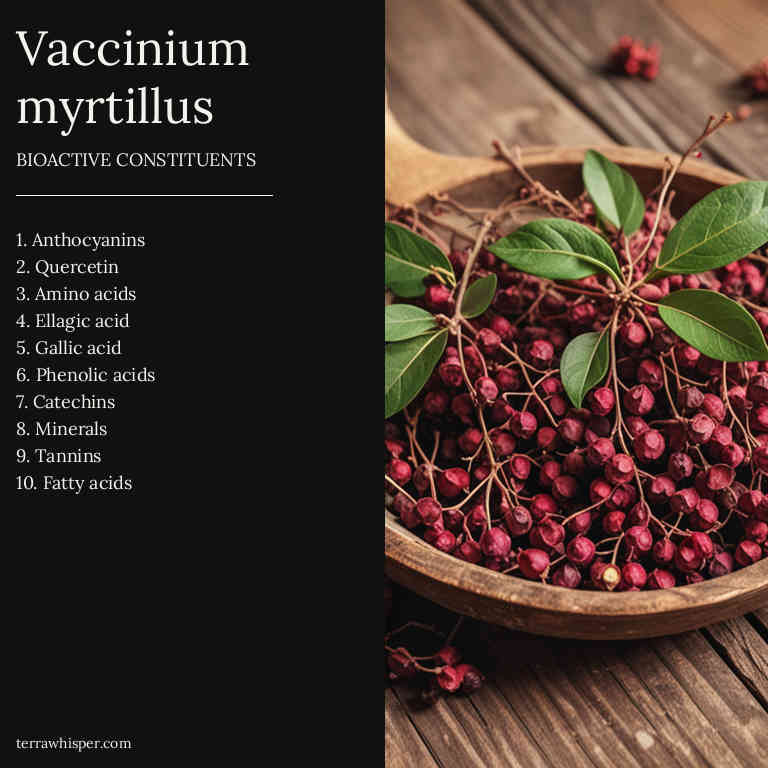 Vaccinium
myrtillus
BIOACTIVE CONSTITUENTS
1. Anthocyanins
2. Quercetin
3. Amino acids
4. Ellagic acid
5. Gallic acid
6. Phenolic acids
7. Catechins
8. Minerals
9. Tannins
10. Fatty acids
terrawhisper.com